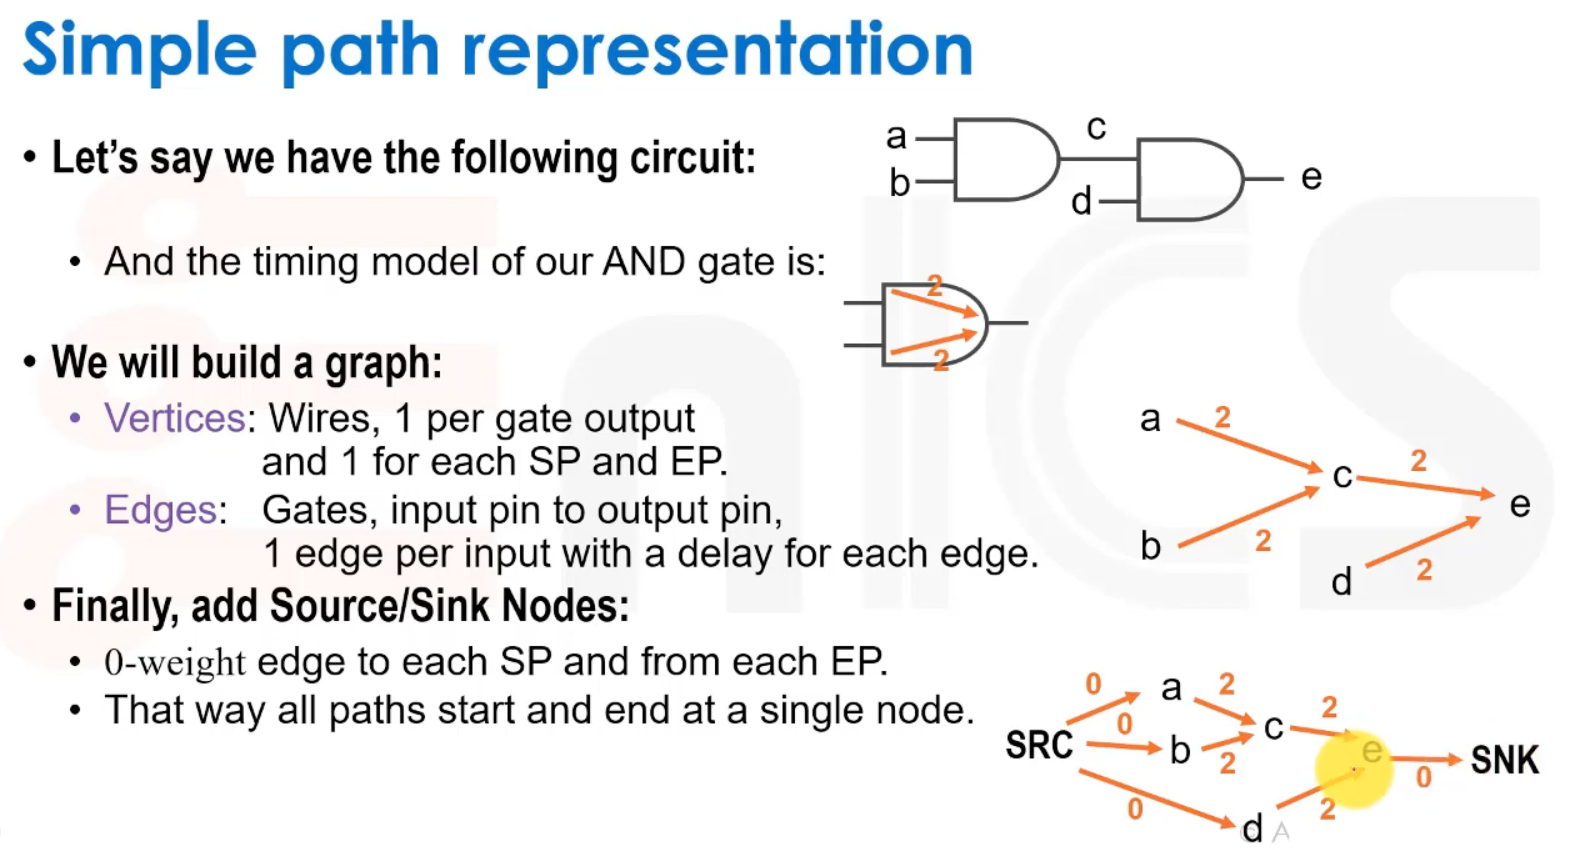 Simple path representation
• Let's say we have the following circuit:
a
b
c
d
e
• And the timing model of our AND gate is:
2
2
• We will build a graph:
• Vertices: Wires, 1 per gate output
and 1 for each SP and EP.
• Edges: Gates, input pin to output pin,
1 edge per input with a delay for each edge.
a
2
c
2
e
b
2
d
2
• Finally, add Source/Sink Nodes:
• 0-weight edge to each SP and from each EP.
• That way all paths start and end at a single node.
0
a
2
2
SRC
0
b
2
c
e
0
SNK
0
d
2
nics